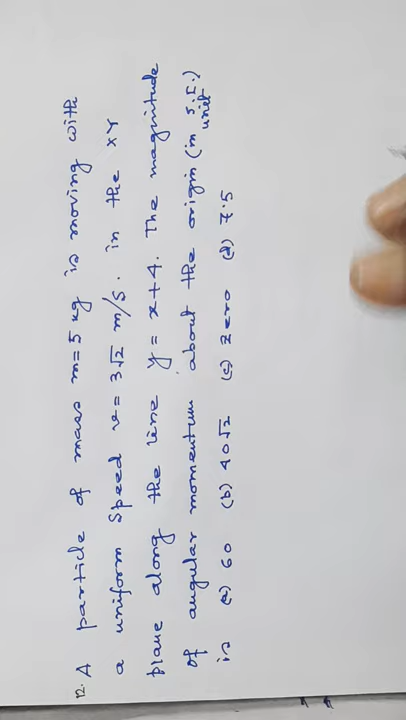 12. A particle of mass m=5 kg is moving with
a uniform speed v= 3√2 m/s. in the XY
plane along the line y = x+4. The magnitude
of angular momentum about the origin (in S.I. unit)
is (a) 60 (b) 40√2 (c) zero (d) 7.5